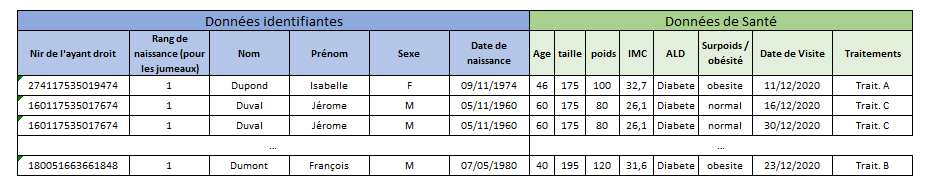 Données identifiantes Données de Santé
Nir de l'ayant droit Rang de naissance (pour les jumeaux) Nom Prénom Sexe Date de naissance Age taille poids IMC ALD Surpoids / obésité Date de Visite Traitements
274117535019474 1 Dupond Isabelle F 09/11/1974 46 175 100 32,7 Diabete obesite 11/12/2020 Trait. A
160117535017674 1 Duval Jérome M 05/11/1960 60 175 80 26,1 Diabete normal 16/12/2020 Trait. C
160117535017674 1 Duval Jérome M 05/11/1960 60 175 80 26,1 Diabete normal 30/12/2020 Trait. C
... ...
180051663661848 1 Dumont François M 07/05/1980 40 195 120 31,6 Diabete obesite 23/12/2020 Trait. B